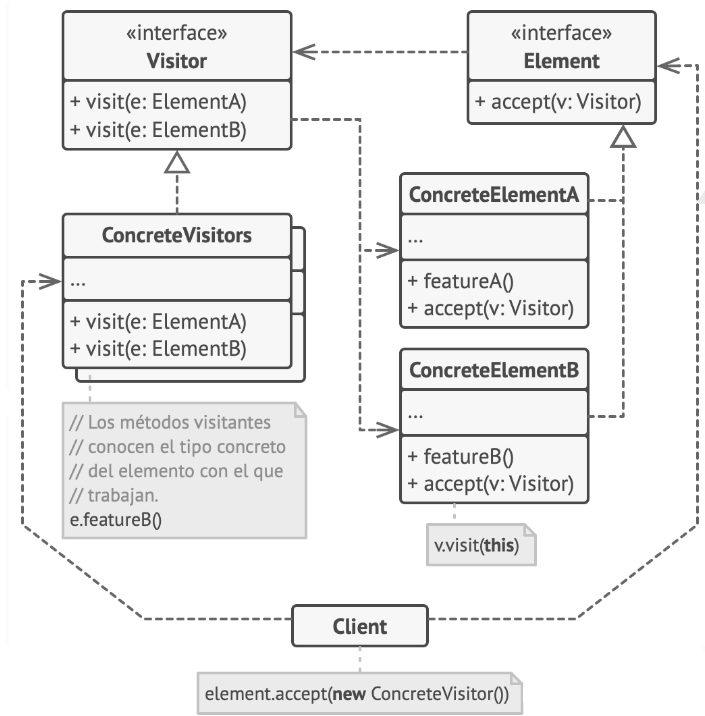 «interface»
Visitor
+ visit(e: ElementA)
+ visit(e: ElementB)
«interface»
Element
+ accept(v: Visitor)
ConcreteVisitors
...
+ visit(e: ElementA)
+ visit(e: ElementB)
// Los métodos visitantes
// conocen el tipo concreto
// del elemento con el que
// trabajan.
e.featureB()
ConcreteElementA
...
+ featureA()
+ accept(v: Visitor)
ConcreteElementB
...
+ featureB()
+ accept(v: Visitor)
v.visit(this)
Client
element.accept(new ConcreteVisitor())